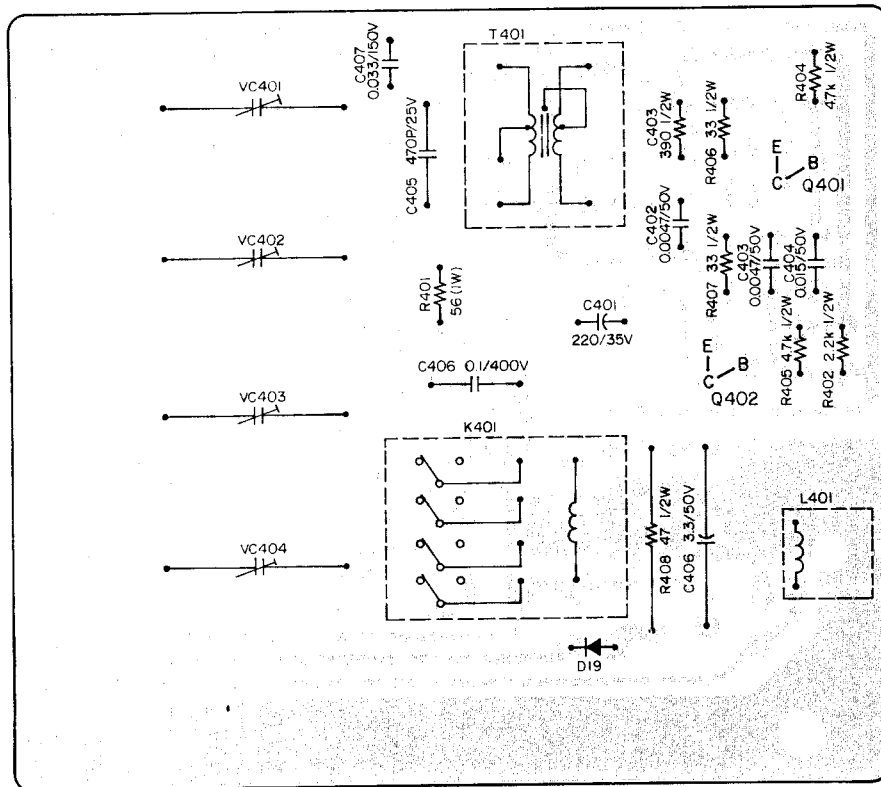 T401
C407
0.033/150V
R404
47k 1/2W
VC401
C405 470P/25V
C403
390 1/2W
R406 33 1/2W
E
C
B
Q401
C402
0.0047/50V
VC402
R401
56 (1W)
R407 33 1/2W
C403
0.0047/50V
C404
0.015/50V
C401
220/35V
C406 0.1/400V
E
C
B
Q402
R405 4.7k 1/2W
R402 2.2k 1/2W
VC403
K401
R408 47 1/2W
C406 3.3/50V
L401
VC404
D19